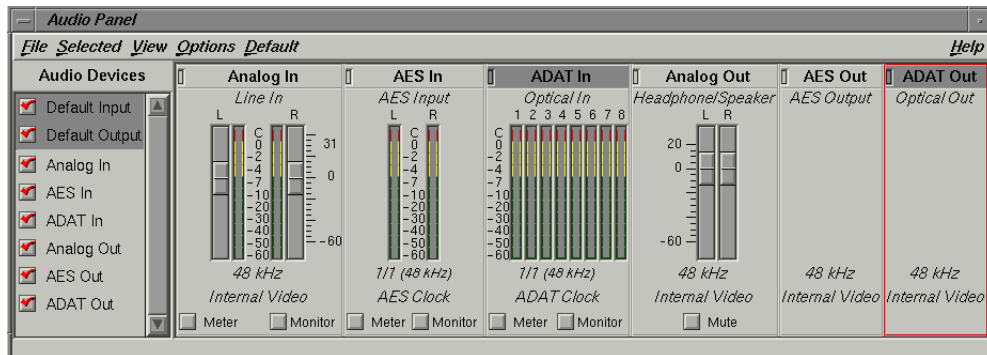 Audio Panel
File Selected View Options Default Help
Audio Devices
Default Input
Default Output
Analog In
AES In
ADAT In
Analog Out
AES Out
ADAT Out
Analog In
Line In
L R
C
0
-2
-4
-7
-10
-20
-30
-40
-50
-60
31
0
-60
48 kHz
Internal Video
Meter Monitor
AES In
AES Input
L R
C
0
-2
-4
-7
-10
-20
-30
-40
-50
-60
1/1 (48 kHz)
AES Clock
Meter Monitor
ADAT In
Optical In
1 2 3 4 5 6 7 8
C
0
-2
-4
-7
-10
-20
-30
-40
-50
-60
1/1 (48 kHz)
ADAT Clock
Meter Monitor
Analog Out
Headphone/Speaker
L R
20
0
-60
48 kHz
Internal Video
Mute
AES Out
AES Output
48 kHz
Internal Video
ADAT Out
Optical Out
48 kHz
Internal Video